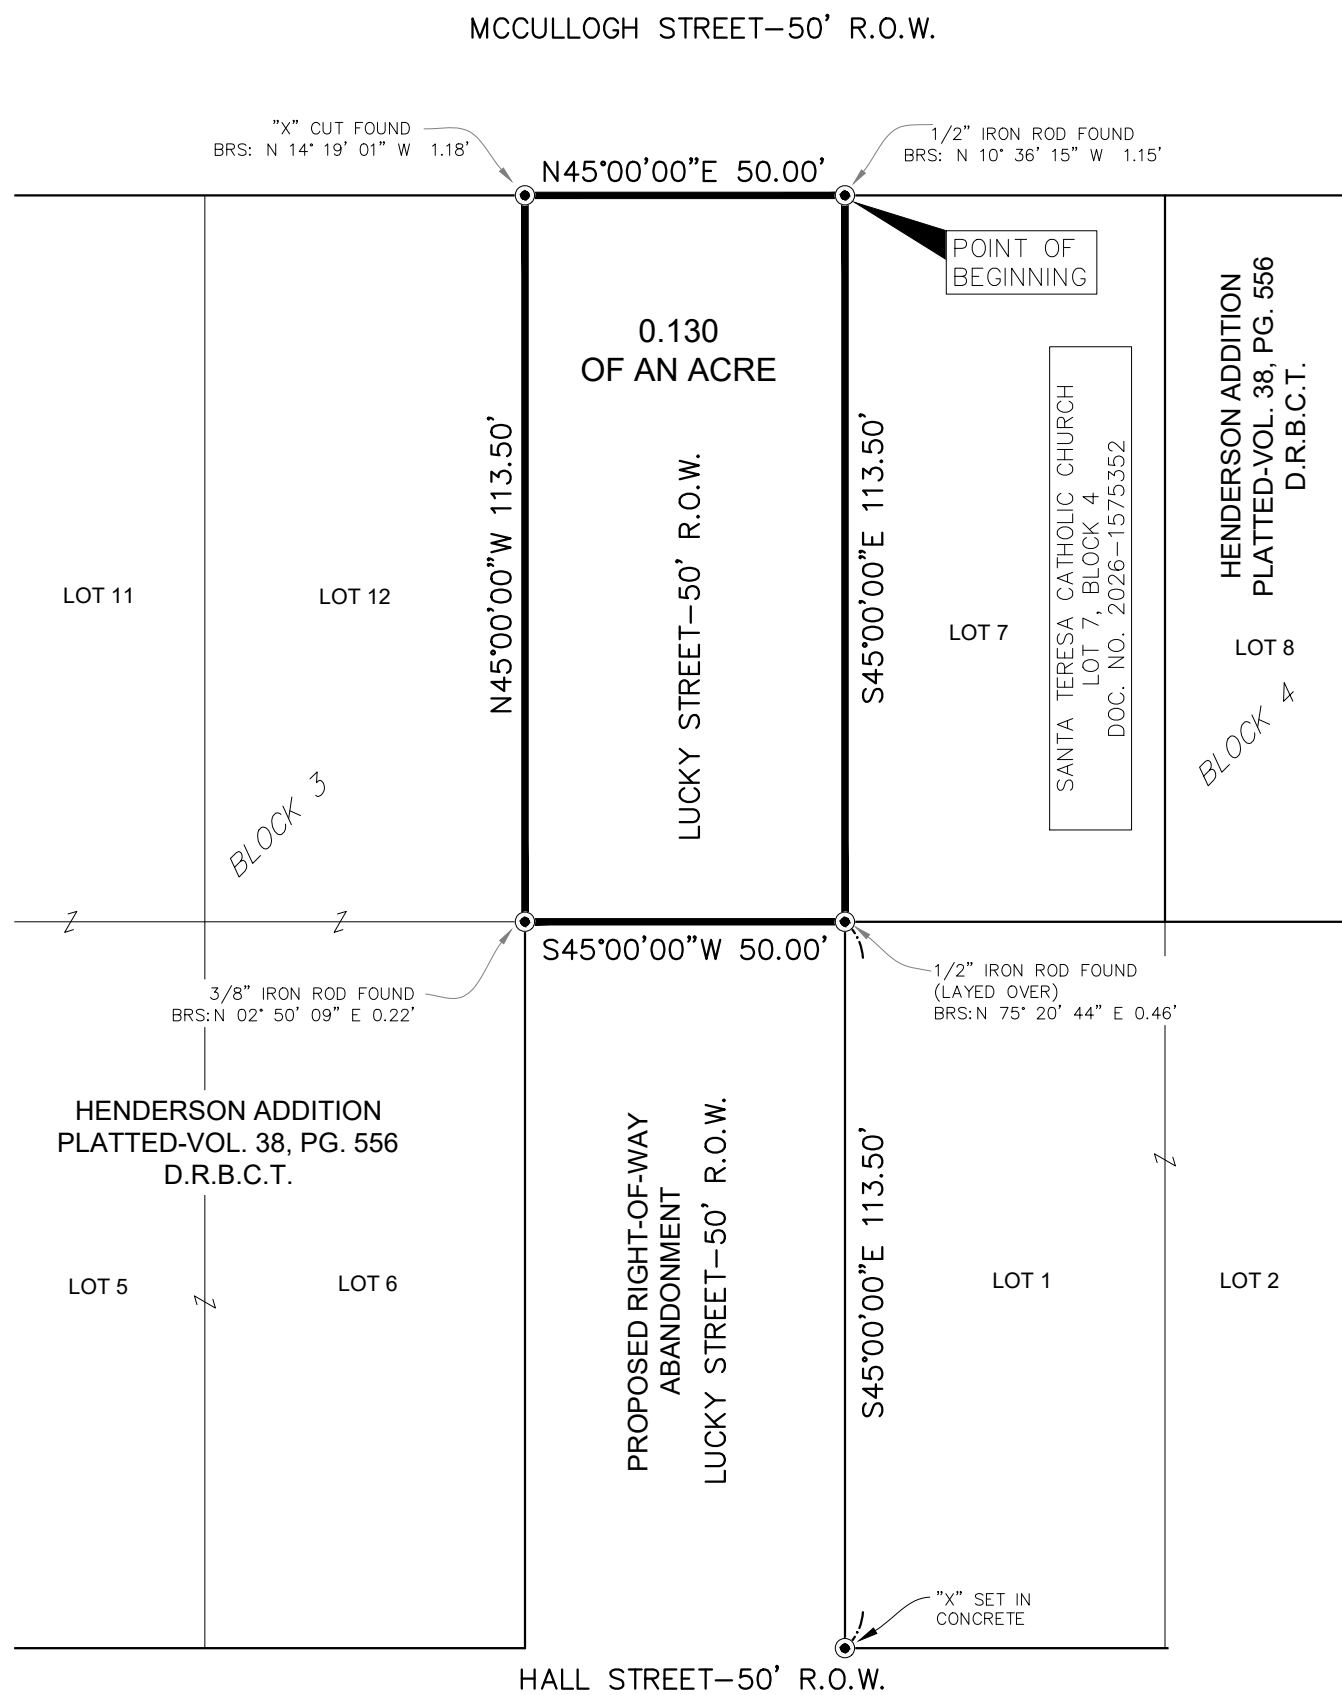 MCCULLOGH STREET-50' R.O.W.
"X" CUT FOUND
BRS: N 14° 19' 01" W 1.18'
1/2" IRON ROD FOUND
BRS: N 10° 36' 15" W 1.15'
N45°00'00"E 50.00'
POINT OF
BEGINNING
0.130
OF AN ACRE
HENDERSON ADDITION
PLATTED-VOL. 38, PG. 556
D.R.B.C.T.
N45°00'00"W 113.50'
LUCKY STREET-50' R.O.W.
S45°00'00"E 113.50'
SANTA TERESA CATHOLIC CHURCH
LOT 7, BLOCK 4
DOC. NO. 2026-1575352
LOT 11
LOT 12
LOT 7
LOT 8
BLOCK 3
BLOCK 4
S45°00'00"W 50.00'
3/8" IRON ROD FOUND
BRS: N 02° 50' 09" E 0.22'
1/2" IRON ROD FOUND
(LAYED OVER)
BRS: N 75° 20' 44" E 0.46'
HENDERSON ADDITION
PLATTED-VOL. 38, PG. 556
D.R.B.C.T.
PROPOSED RIGHT-OF-WAY
ABANDONMENT
LUCKY STREET-50' R.O.W.
S45°00'00"E 113.50'
LOT 5
LOT 6
LOT 1
LOT 2
"X" SET IN
CONCRETE
HALL STREET-50' R.O.W.